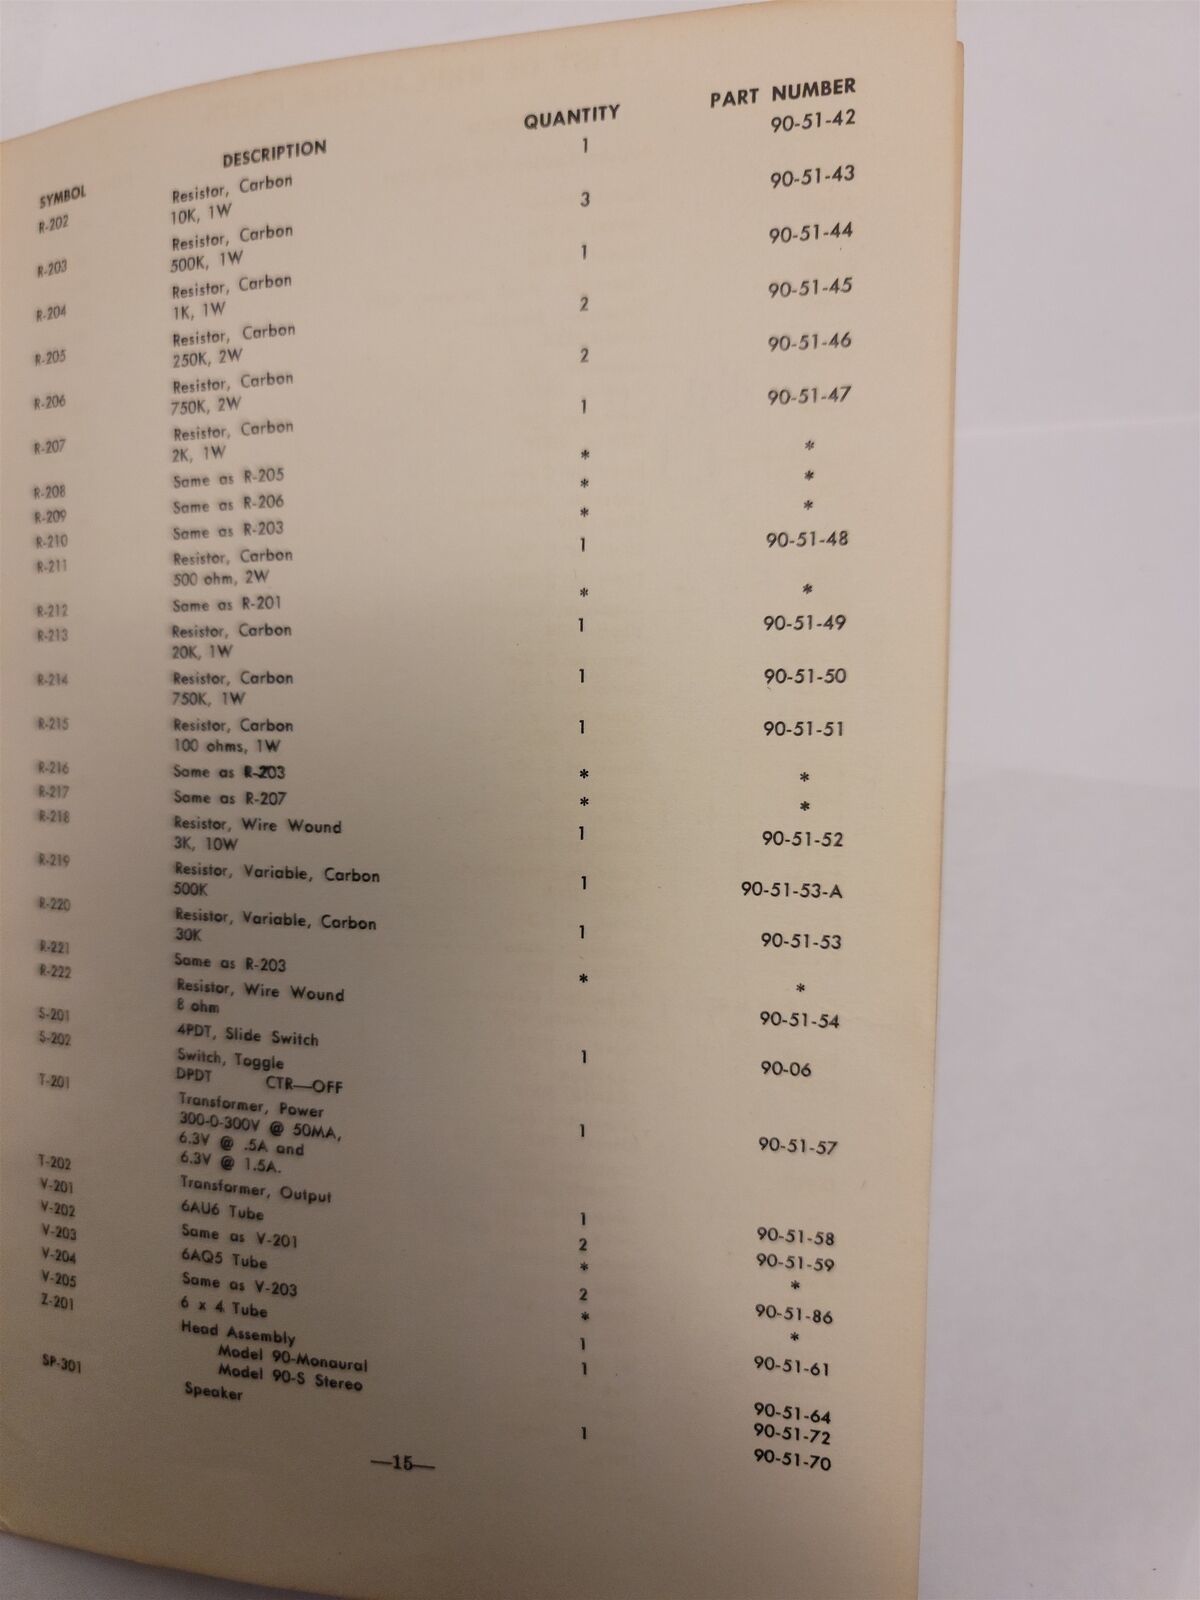 SYMBOL DESCRIPTION QUANTITY PART NUMBER
R-202 Resistor, Carbon 1 90-51-42
10K, 1W
R-203 Resistor, Carbon 3 90-51-43
500K, 1W
R-204 Resistor, Carbon 1 90-51-44
1K, 1W
R-205 Resistor, Carbon 2 90-51-45
250K, 2W
R-206 Resistor, Carbon 2 90-51-46
750K, 2W
R-207 Resistor, Carbon 1 90-51-47
2K, 1W
R-208 Same as R-205 * *
R-209 Same as R-206 * *
R-210 Same as R-203 * *
R-211 Resistor, Carbon 1 90-51-48
500 ohm, 2W
R-212 Same as R-201 * *
R-213 Resistor, Carbon 1 90-51-49
20K, 1W
R-214 Resistor, Carbon 1 90-51-50
750K, 1W
R-215 Resistor, Carbon 1 90-51-51
100 ohms, 1W
R-216 Same as R-203 * *
R-217 Same as R-207 * *
R-218 Resistor, Wire Wound 1 90-51-52
3K, 10W
R-219 Resistor, Variable, Carbon 1 90-51-53-A
500K
R-220 Resistor, Variable, Carbon 1 90-51-53
30K
R-221 Same as R-203 * *
R-222 Resistor, Wire Wound 90-51-54
8 ohm
S-201 4PDT, Slide Switch 1 90-06
S-202 Switch, Toggle
DPDT CTR—OFF
T-201 Transformer, Power 1 90-51-57
300-0-300V @ 50MA,
6.3V @ .5A and
6.3V @ 1.5A.
T-202 Transformer, Output 1 90-51-58
V-201 6AU6 Tube 2 90-51-59
V-202 Same as V-201 * *
V-203 6AQ5 Tube 2 90-51-86
V-204 Same as V-203 * *
V-205 6 x 4 Tube 1 90-51-61
Z-201 Head Assembly 1
Model 90-Monaural 90-51-64
Model 90-S Stereo 90-51-72
SP-301 Speaker 1 90-51-70
—15—